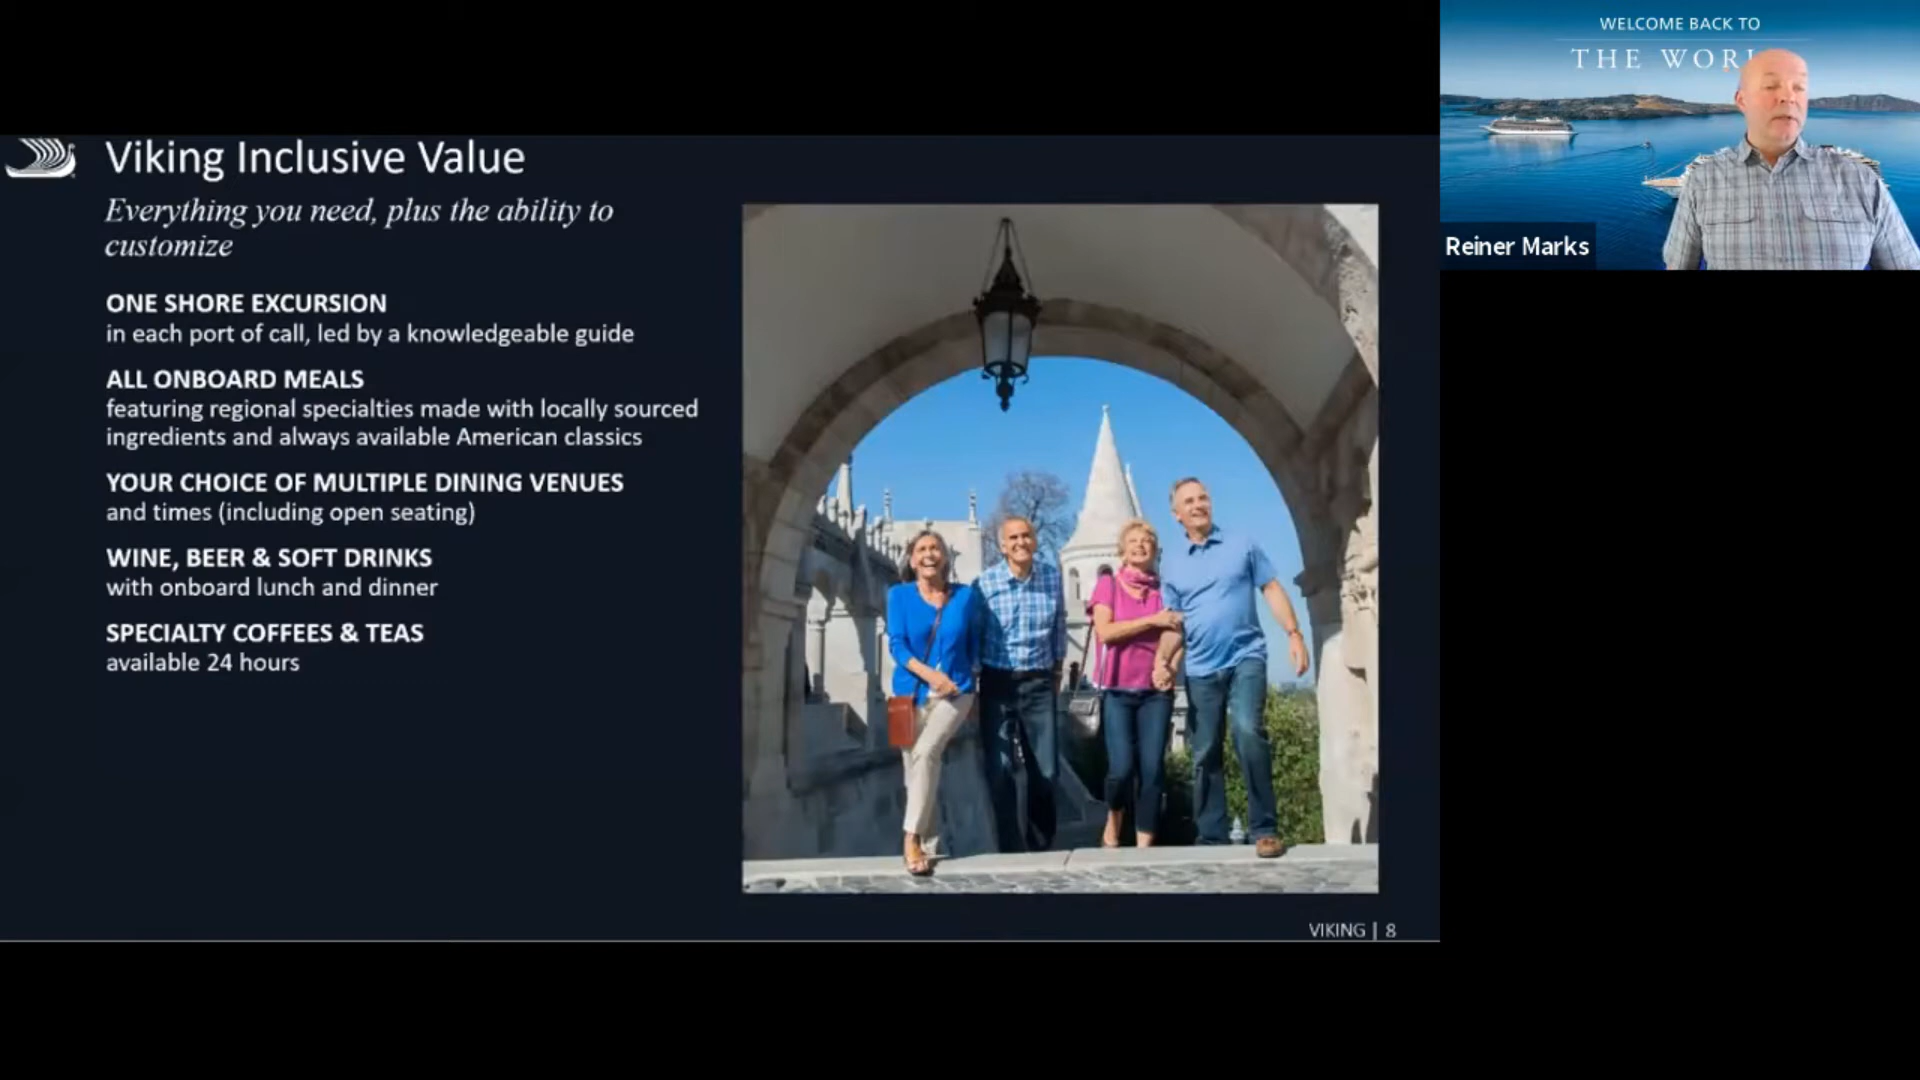 Viking Inclusive Value
Everything you need, plus the ability to
customize
ONE SHORE EXCURSION
in each port of call, led by a knowledgeable guide
ALL ONBOARD MEALS
featuring regional specialties made with locally sourced
ingredients and always available American classics
YOUR CHOICE OF MULTIPLE DINING VENUES
and times (including open seating)
WINE, BEER & SOFT DRINKS
with onboard lunch and dinner
SPECIALTY COFFEES & TEAS
available 24 hours
VIKING | 8
WELCOME BACK TO
THE WOR
Reiner Marks